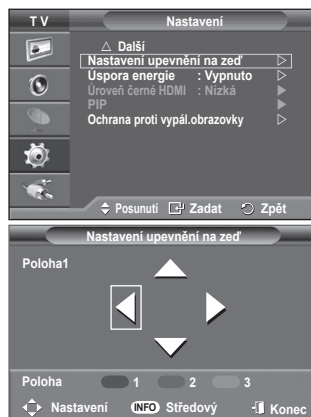 TV Nastavení
△ Další
Nastavení upevnění na zeď ▷
Úspora energie : Vypnuto ▷
Úroveň černé HDMI : Nízká ▶
PIP ▶
Ochrana proti vypál.obrazovky ▷
Posunutí Zadat Zpět
Nastavení upevnění na zeď
Poloha1
Poloha 1 2 3
Nastavení INFO Středový Konec